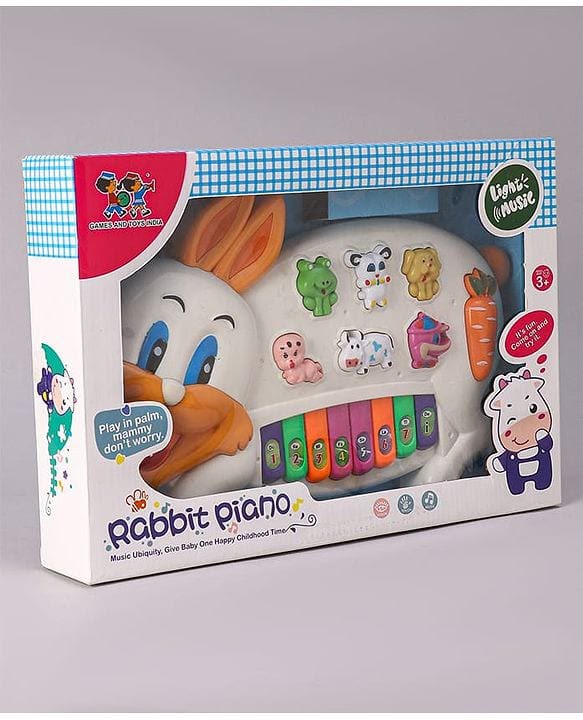 GAMES AND TOYS INDIA
Light
Music
3+
It's fun.
Come on and
try it.
Play in palm,
mammy
don't worry.
1 2 3 4 5 6 7 i
Rabbit Piano
Music Ubiquity, Give Baby One Happy Childhood Time